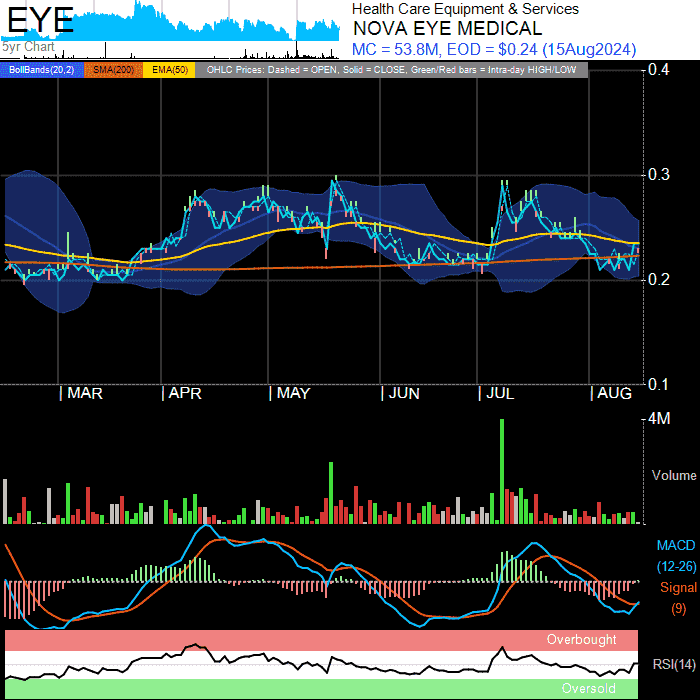 EYE
5yr Chart
Health Care Equipment & Services
NOVA EYE MEDICAL
MC = 53.8M, EOD = $0.24 (15Aug2024)
BollBands(20,2) SMA(200) EMA(50) OHLC Prices: Dashed = OPEN, Solid = CLOSE, Green/Red bars = Intra-day HIGH/LOW
0.4
0.3
0.2
0.1
MAR APR MAY JUN JUL AUG
4M
Volume
MACD
(12-26)
Signal
(9)
Overbought
RSI(14)
Oversold